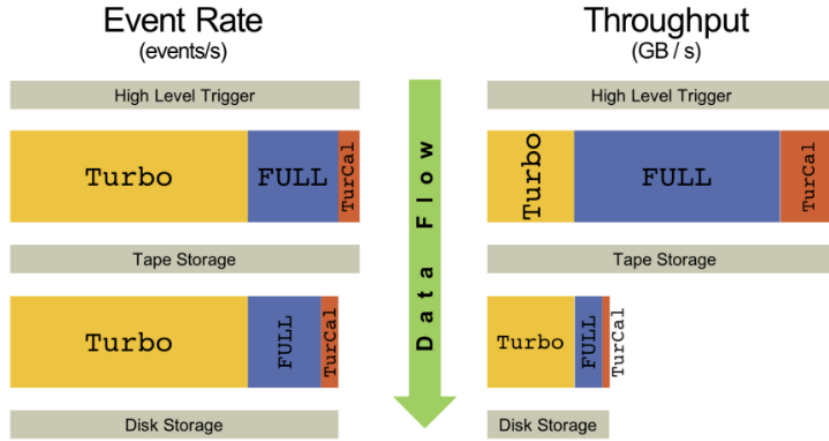 Event Rate
(events/s)
High Level Trigger
Turbo
FULL
TurCal
Tape Storage
Turbo
FULL
TurCal
Disk Storage
Data Flow
Throughput
(GB / s)
High Level Trigger
Turbo
FULL
TurCal
Tape Storage
Turbo
FULL
TurCal
Disk Storage